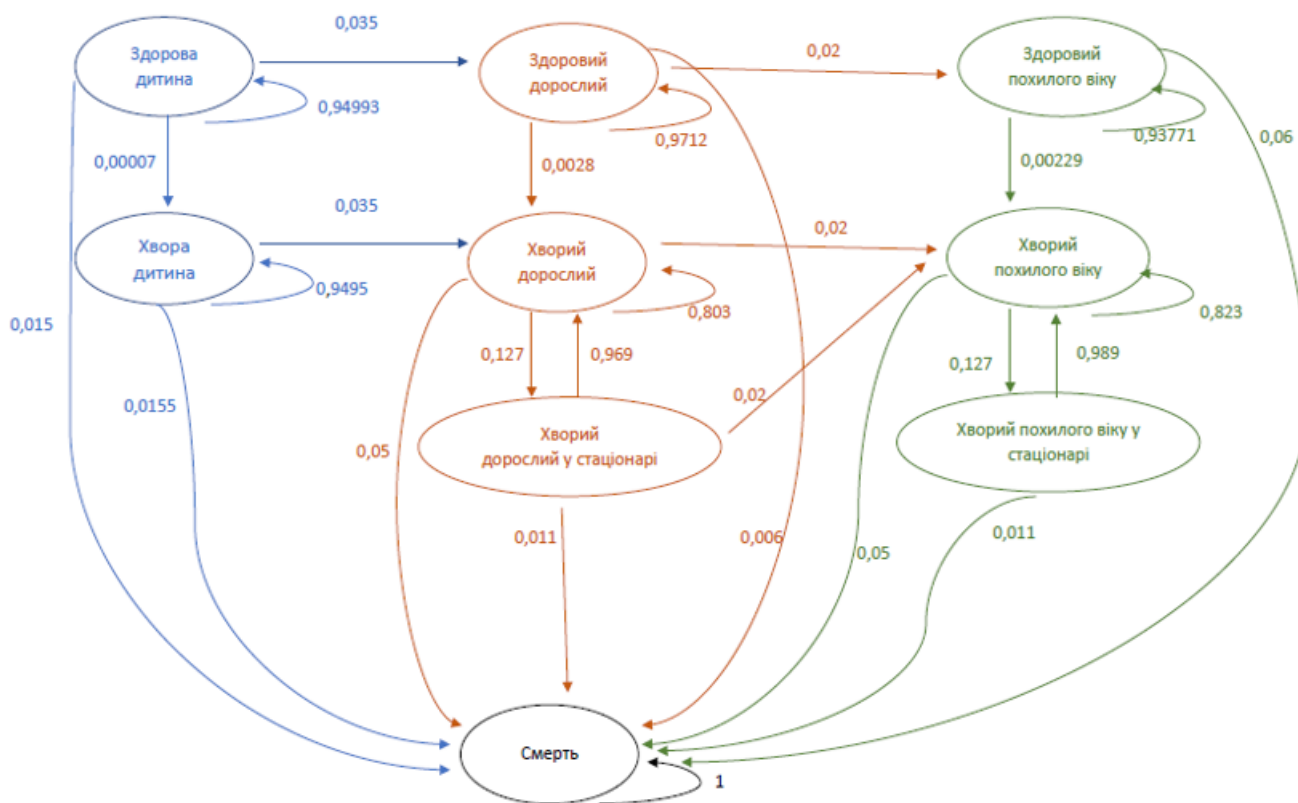 0,035
Здорова
дитина
0,94993
0,00007
Здоровий
дорослий
0,02
0,9712
0,0028
Здоровий
похилого віку
0,93771
0,06
0,00229
0,035
Хвора
дитина
0,9495
Хворий
дорослий
0,02
0,803
Хворий
похилого віку
0,823
0,015
0,0155
0,127
0,969
0,02
0,127
0,989
0,05
Хворий
дорослий у стаціонарі
Хворий похилого віку у
стаціонарі
0,011
0,006
0,05
0,011
Смерть
1